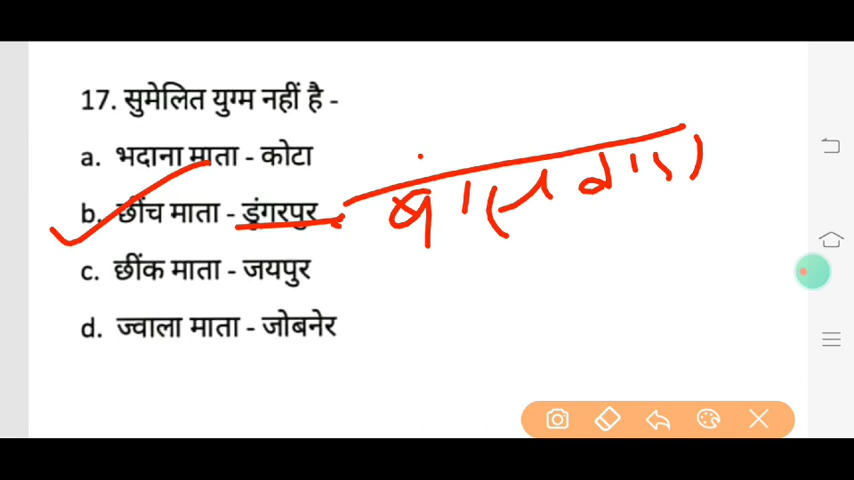 17. सुमेलित युग्म नहीं है -
a. भदाना माता - कोटा
b. छींच माता - डुंगरपुर
बांसवाड़ा
c. छींक माता - जयपुर
d. ज्वाला माता - जोबनेर